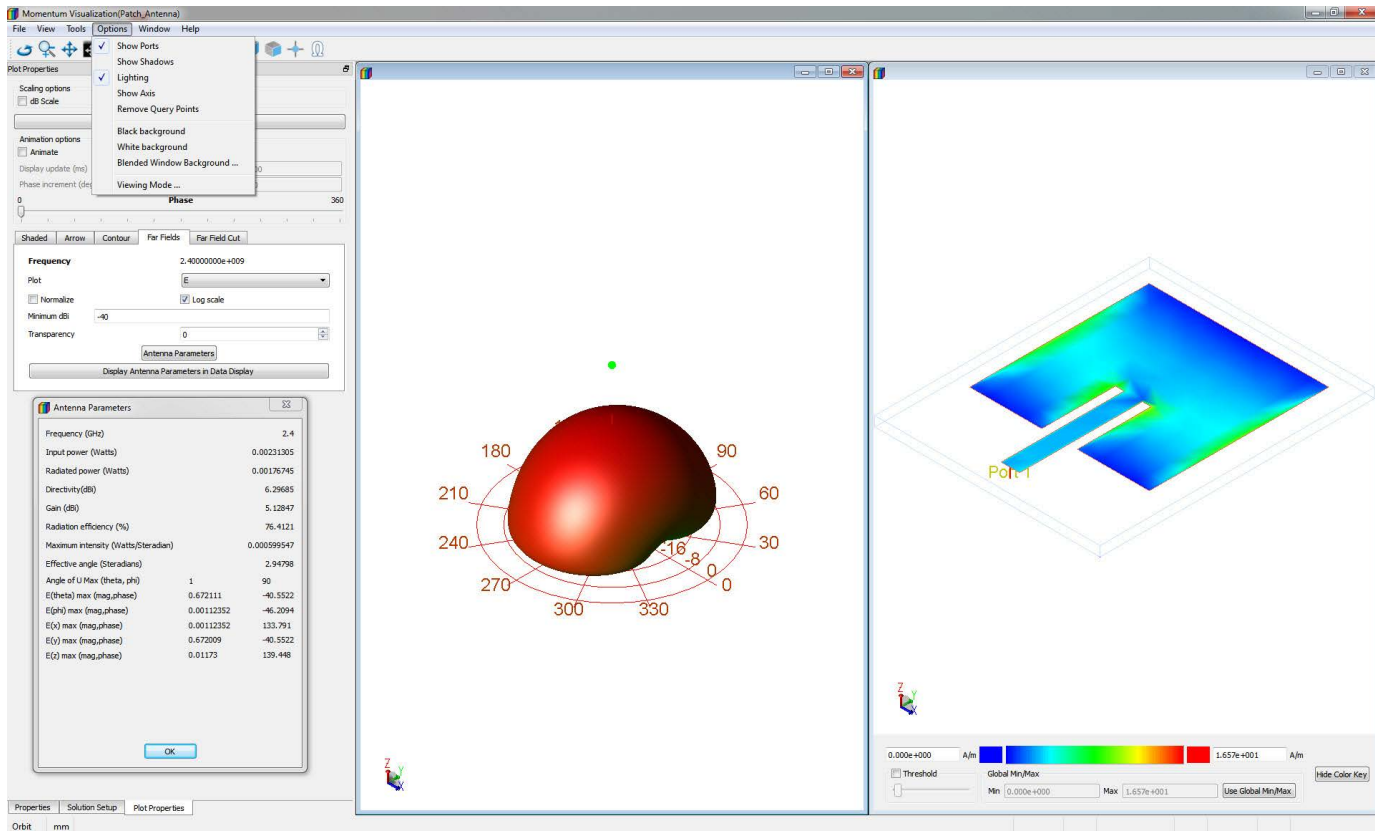 Momentum Visualization(Patch_Antenna)
File View Tools Options Window Help
Show Ports
Show Shadows
Lighting
Show Axis
Remove Query Points
Black background
White background
Blended Window Background ...
Viewing Mode ...
Plot Properties
Scaling options
dB Scale
Animation options
Animate
Display update (ms)
Phase increment
0 Phase 360
Shaded Arrow Contour Far Fields Far Field Cut
Frequency 2.40000000e+009
Plot E
Normalize Log scale
Minimum dBi -40
Transparency 0
Antenna Parameters
Display Antenna Parameters in Data Display
Antenna Parameters
Frequency (GHz) 2.4
Input power (Watts) 0.00231305
Radiated power (Watts) 0.00176745
Directivity(dBi) 6.29685
Gain (dBi) 5.12847
Radiation efficiency (%) 76.4121
Maximum intensity (Watts/Steradian) 0.000599547
Effective angle (Steradians) 2.94798
Angle of U Max (theta, phi) 1 90
E(theta) max (mag,phase) 0.672111 -40.5522
E(phi) max (mag,phase) 0.00112352 -46.2094
E(x) max (mag,phase) 0.00112352 133.791
E(y) max (mag,phase) 0.672009 -40.5522
E(z) max (mag,phase) 0.01173 139.448
OK
Properties Solution Setup Plot Properties
Orbit mm
180 90
210 60
240 -16 30
-8
0
270 0
300 330
Z
Y
X
Port 1
Z
Y
X
0.000e+000 A/m 1.657e+001 A/m
Threshold Global Min/Max Hide Color Key
Min 0.000e+000 Max 1.657e+001 Use Global Min/Max